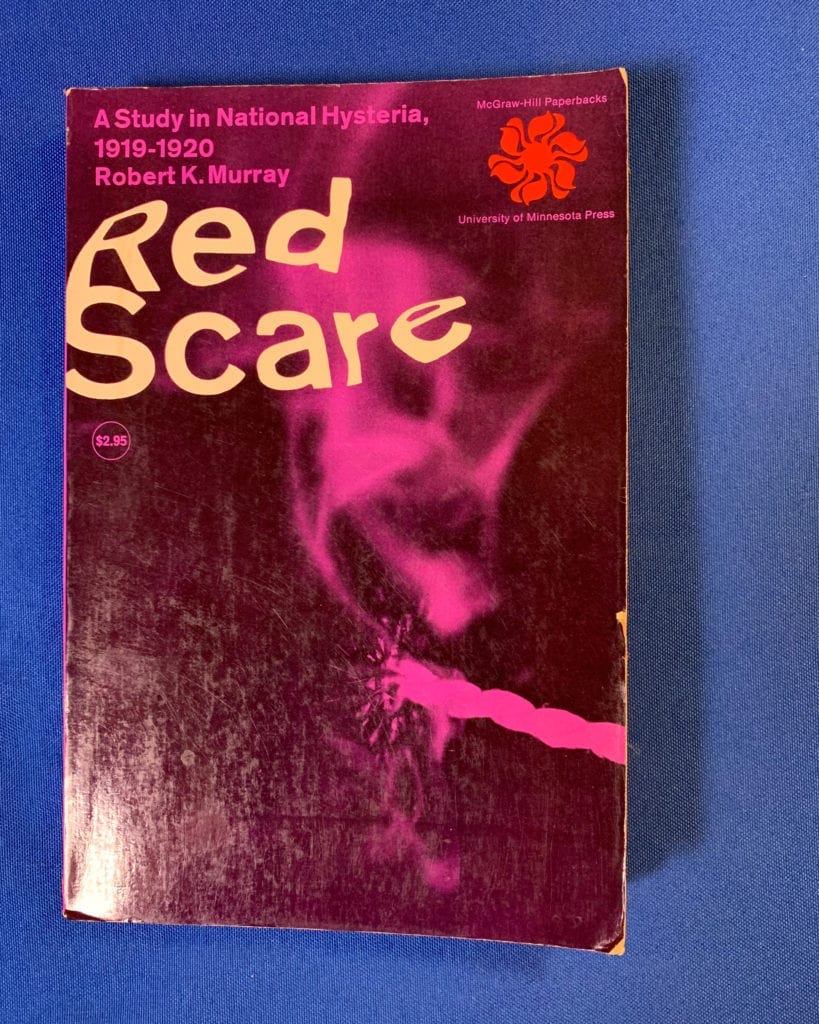 A Study in National Hysteria,
1919-1920
Robert K. Murray
McGraw-Hill Paperbacks
University of Minnesota Press
Red
Scare
$2.95